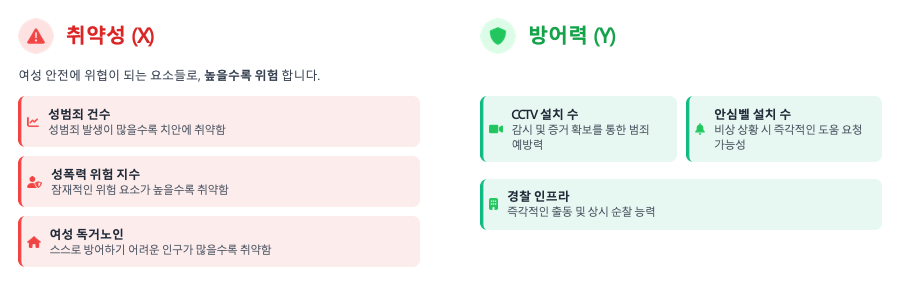 취약성 (X)
여성 안전에 위협이 되는 요소들로, 높을수록 위험 합니다.
성범죄 건수
성범죄 발생이 많을수록 치안에 취약함
성폭력 위험 지수
잠재적인 위험 요소가 높을수록 취약함
여성 독거노인
스스로 방어하기 어려운 인구가 많을수록 취약함
방어력 (Y)
CCTV 설치 수
감시 및 증거 확보를 통한 범죄
예방력
안심벨 설치 수
비상 상황 시 즉각적인 도움 요청
가능성
경찰 인프라
즉각적인 출동 및 상시 순찰 능력